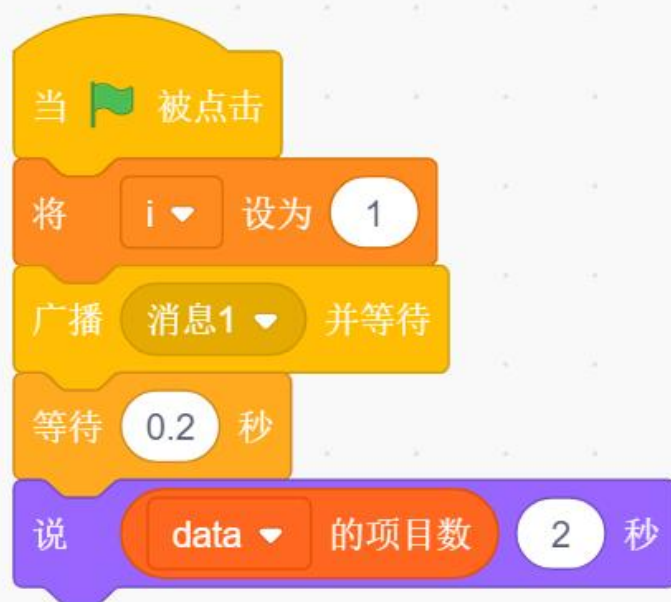 当 被点击
将 i 设为 1
广播 消息1 并等待
等待 0.2 秒
说 data 的项目数 2 秒